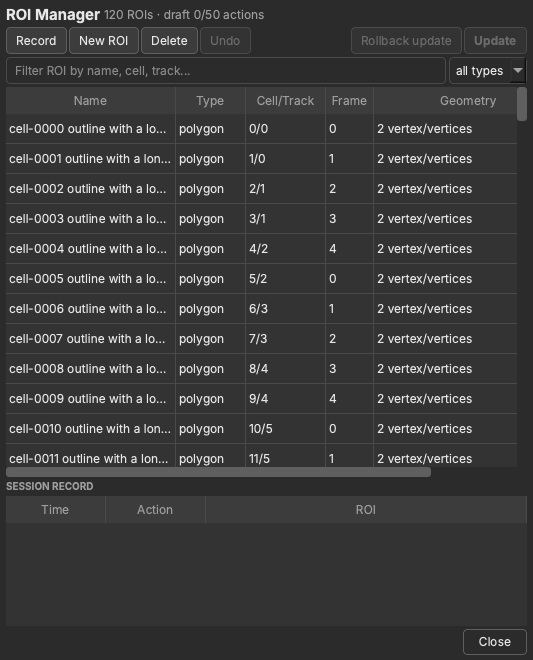 ROI Manager 120 ROIs · draft 0/50 actions
Record New ROI Delete Undo Rollback update Update
Filter ROI by name, cell, track... all types
Name Type Cell/Track Frame Geometry
cell-0000 outline with a lo... polygon 0/0 0 2 vertex/vertices
cell-0001 outline with a lon... polygon 1/0 1 2 vertex/vertices
cell-0002 outline with a lo... polygon 2/1 2 2 vertex/vertices
cell-0003 outline with a lo... polygon 3/1 3 2 vertex/vertices
cell-0004 outline with a lo... polygon 4/2 4 2 vertex/vertices
cell-0005 outline with a lo... polygon 5/2 0 2 vertex/vertices
cell-0006 outline with a lo... polygon 6/3 1 2 vertex/vertices
cell-0007 outline with a lo... polygon 7/3 2 2 vertex/vertices
cell-0008 outline with a lo... polygon 8/4 3 2 vertex/vertices
cell-0009 outline with a lo... polygon 9/4 4 2 vertex/vertices
cell-0010 outline with a lon... polygon 10/5 0 2 vertex/vertices
cell-0011 outline with a lon... polygon 11/5 1 2 vertex/vertices
SESSION RECORD
Time Action ROI
Close